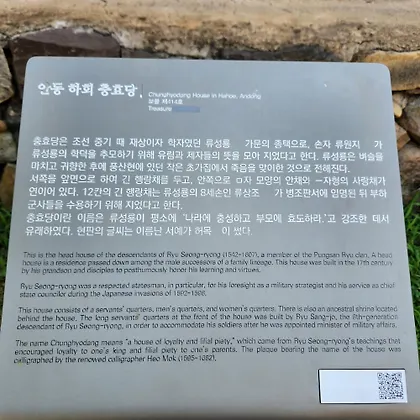 안동 하회 충효당,
Chunghyodang House in Hahoe, Andong
보물 제414호
Treasure
충효당은 조선 중기 때 재상이자 학자였던 류성룡 가문의 종택으로, 손자 류원지 가
류성룡의 학덕을 추모하기 위해 유림과 제자들의 뜻을 모아 지었다고 한다. 류성룡은 벼슬을
마치고 귀향한 후에 풍산현에 있던 작은 초가집에서 죽음을 맞이한 것으로 전해진다.
서쪽을 앞면으로 하여 긴 행랑채를 두고, 안쪽으로 ㅁ자 모양의 안채와 一자형의 사랑채가
이어져 있다. 12칸의 긴 행랑채는 류성룡의 8세손인 류상조 가 병조판서에 임명된 뒤 부하
군사들을 수용하기 위해 지었다고 한다.
충효당이란 이름은 류성룡이 평소에 '나라에 충성하고 부모에 효도하라.'고 강조한 데서
유래하였다. 현판의 글씨는 이름난 서예가 허목 이 썼다.
This is the head house of the descendants of Ryu Seong-ryong (1542-1607), a member of the Pungsan Ryu clan. A head
house is a residence passed down among the male successors of a family lineage. This house was built in the 17th century
by his grandson and disciples to posthumously honor his learning and virtues.
Ryu Seong-ryong was a respected statesman, in particular, for his foresight as a military strategist and his service as chief
state councilor during the Japanese invasions of 1592-1598.
This house consists of a servants' quarters, men's quarters, and women's quarters. There is also an ancestral shrine located
behind the house. The long servants' quarters at the front of the house was built by Ryu Sang-jo, the 8th-generation
descendant of Ryu Seong-ryong, in order to accommodate his soldiers after he was appointed minister of military affairs.
The name Chunghyodang means "a house of loyalty and filial piety," which came from Ryu Seong-ryong's teachings that
encouraged loyalty to one's king and filial piety to one's parents. The plaque bearing the name of the house was
calligraphed by the renowned calligrapher Heo Mok (1595-1682).